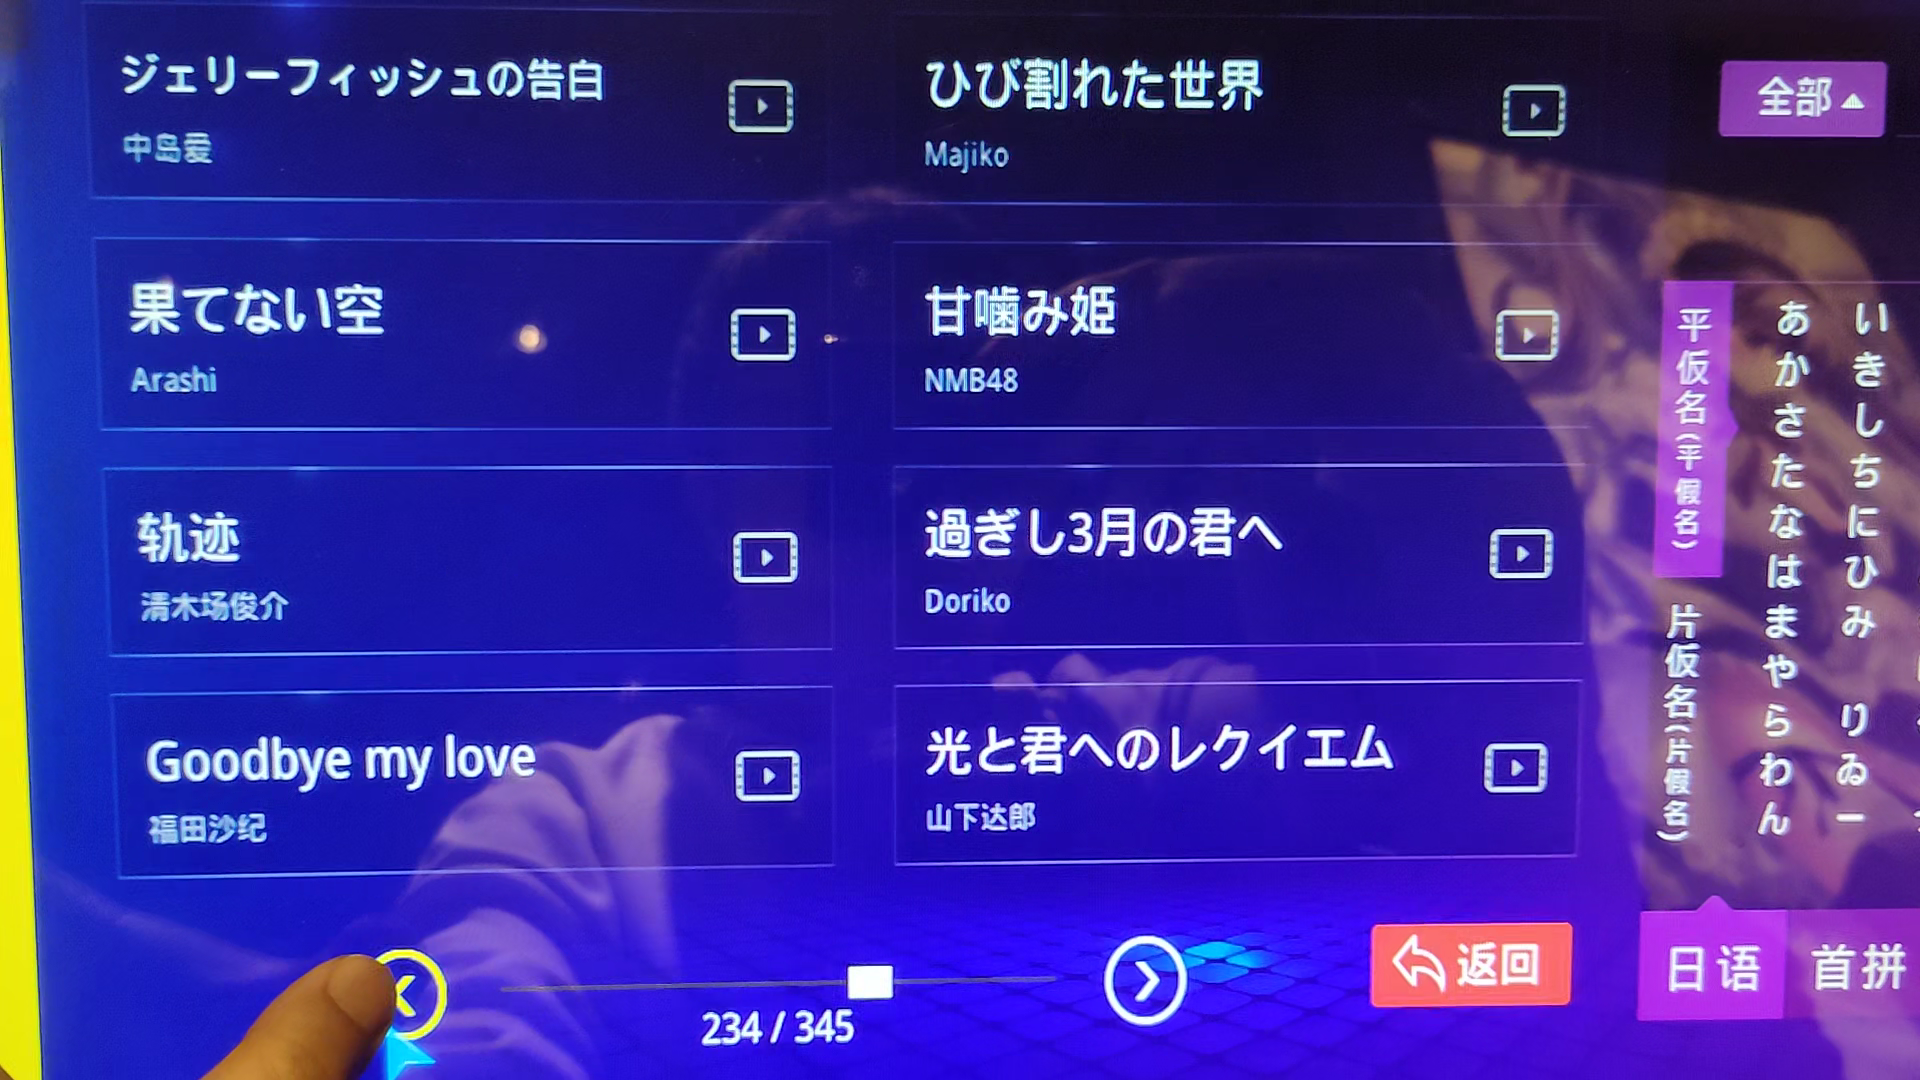 ジェリーフィッシュの告白
中岛爱
ひび割れた世界
Majiko
果てない空
Arashi
甘噛み姫
NMB48
轨迹
清木场俊介
過ぎし3月の君へ
Doriko
Goodbye my love
福田沙纪
光と君へのレクイエム
山下达郎
234 / 345
返回
全部
平仮名(平假名)
片仮名(片假名)
あかさたなはまやらわん
いきしちにひみ りゐー
日语
首拼